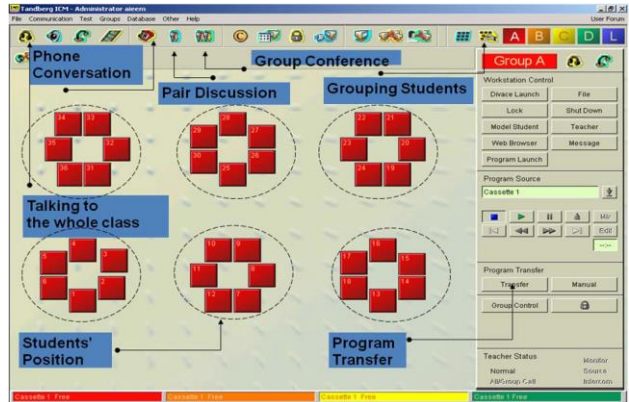 Tandberg ICM - Administrator aieem
File Communication Test Groups Database Other Help
User Forum
A B C D L
Phone
Conversation
Group Conference
Pair Discussion
Grouping Students
Group A
Workstation Control
Divace Launch File
Lock Shut Down
Model Student Teacher
Web Browser Message
Program Launch
34 33
35 32
36 31
28
29 27
30 26
25
22 21
23 20
24 19
Program Source
Cassette 1
Talking to
the whole class
Edit
--:--
4
5 3
6 2
1
10 9
11 8
12 7
16
17 15
18 14
13
Program Transfer
Transfer Manual
Group Control
Students'
Position
Program
Transfer
Teacher Status
Monitor
Normal Source
All/Group Call Intercom
Cassette 1 Free Cassette 1 Free Cassette 1 Free Cassette 1 Free